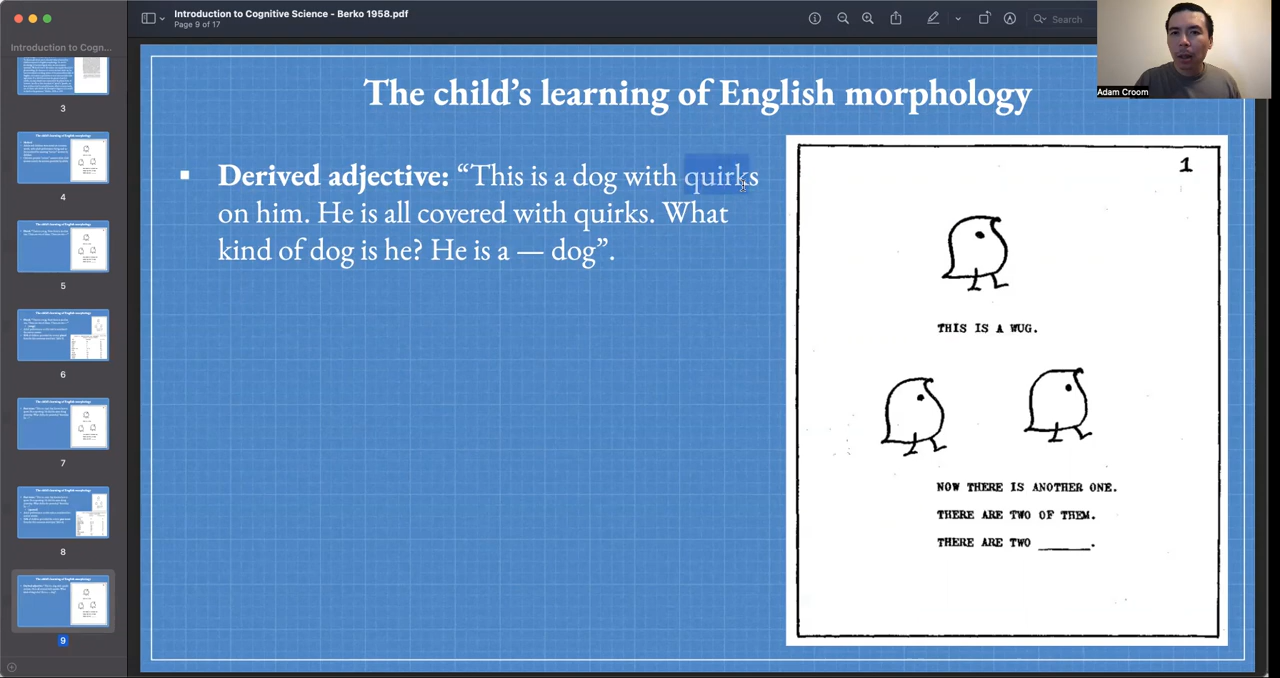 Introduction to Cognitive Science - Berko 1958.pdf
Page 9 of 17
Search
Adam Croom
Introduction to Cogn...
3
4
5
6
7
8
9
The child's learning of English morphology
Derived adjective: “This is a dog with quirks
on him. He is all covered with quirks. What
kind of dog is he? He is a — dog”.
1
THIS IS A WUG.
NOW THERE IS ANOTHER ONE.
THERE ARE TWO OF THEM.
THERE ARE TWO ______.